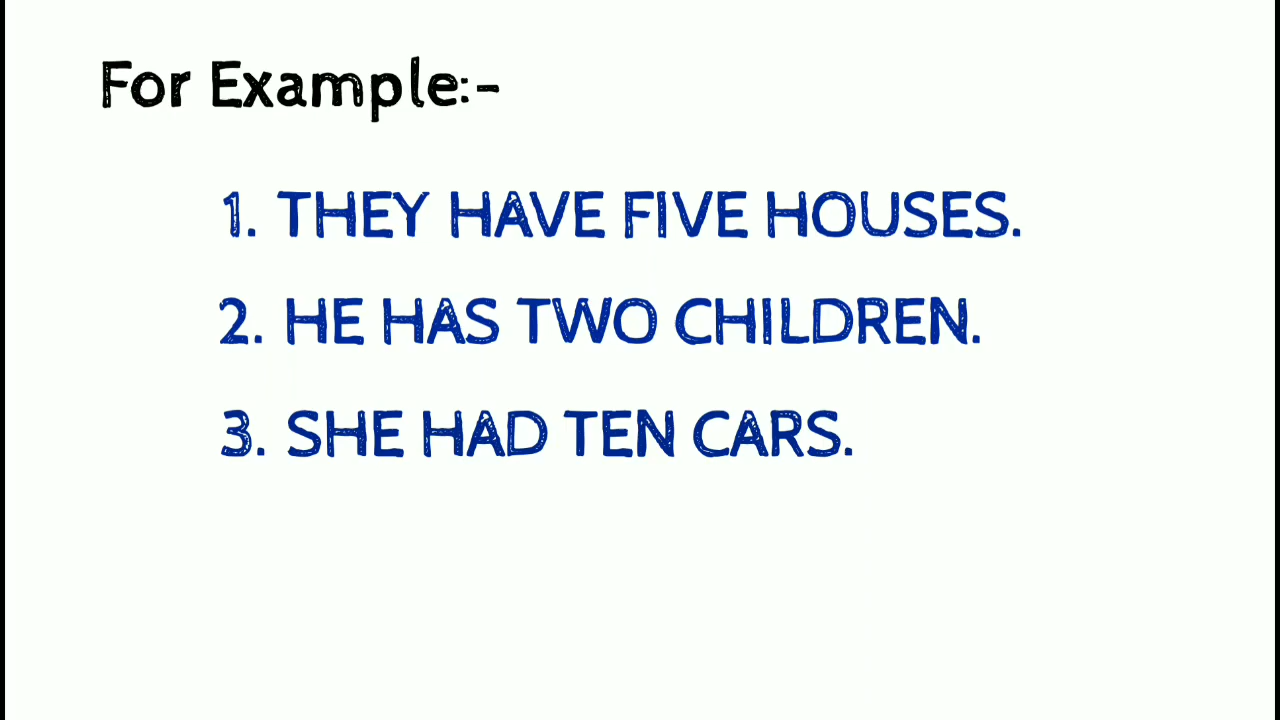 For Example:-
1. THEY HAVE FIVE HOUSES.
2. HE HAS TWO CHILDREN.
3. SHE HAD TEN CARS.